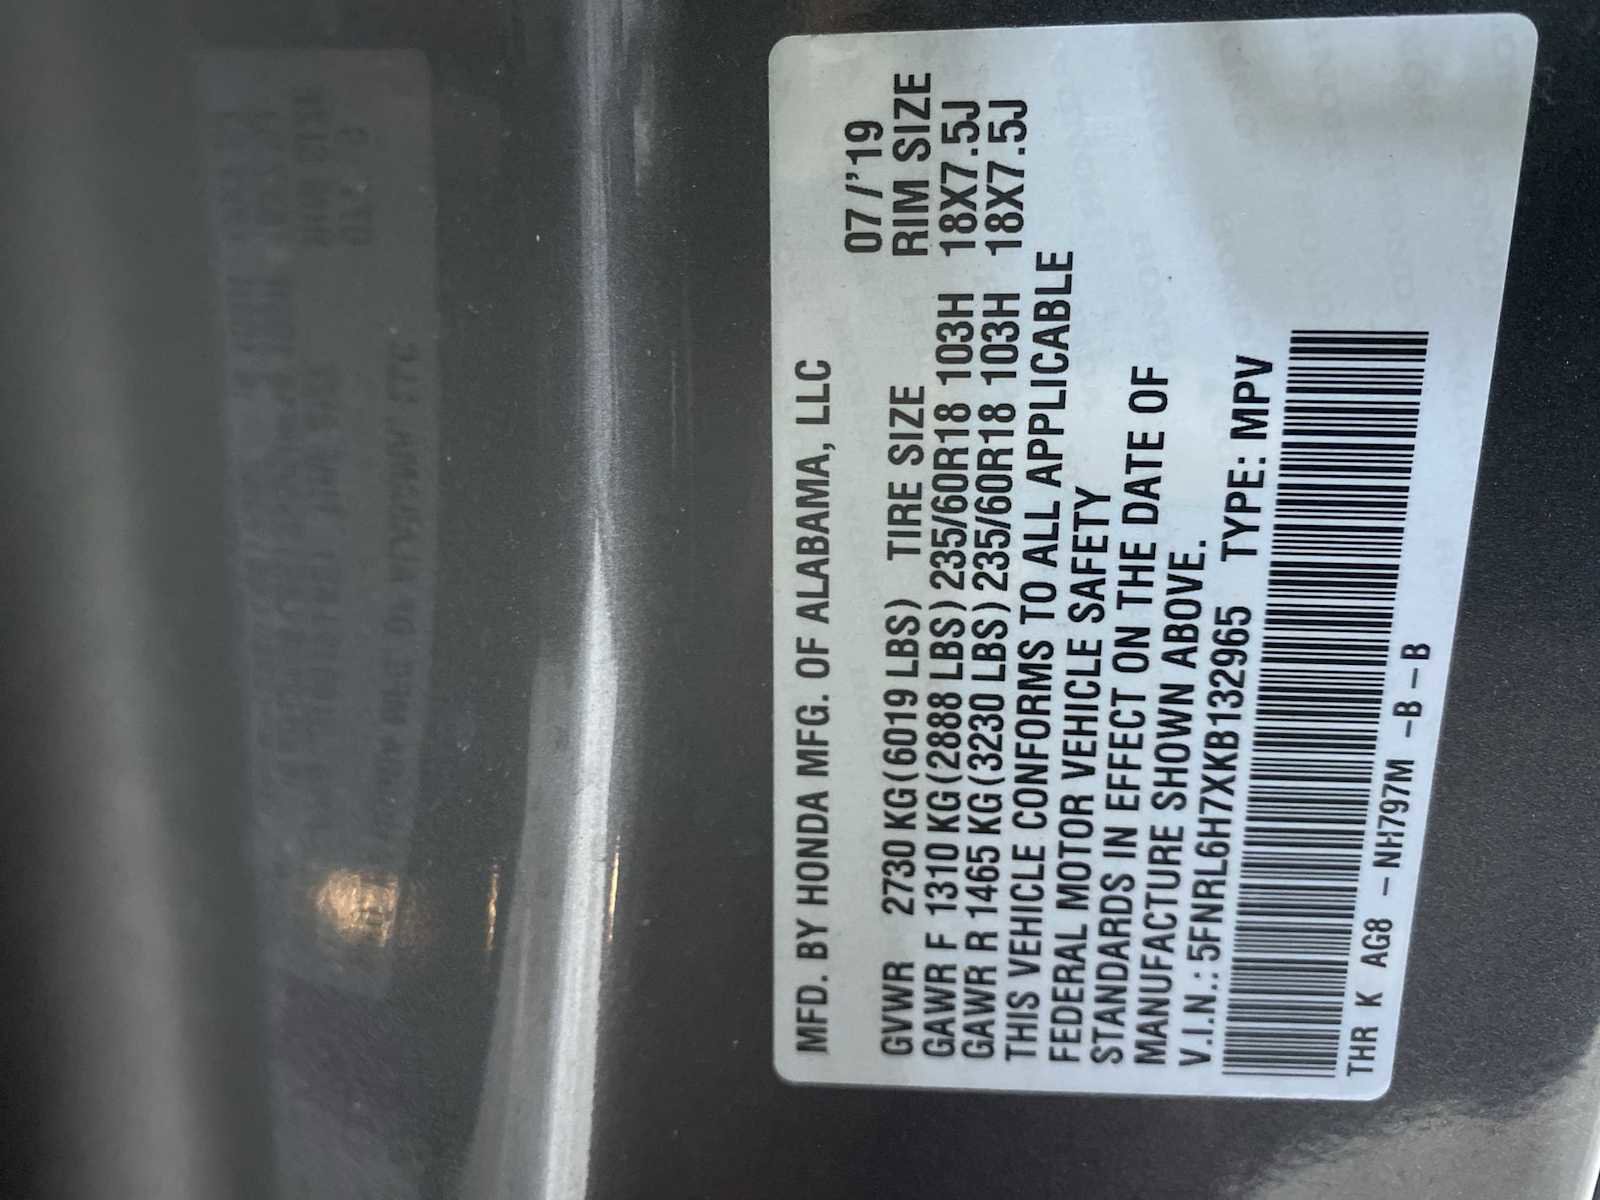 MFD. BY HONDA MFG. OF ALABAMA, LLC
07/'19
GVWR 2730 KG (6019 LBS) TIRE SIZE RIM SIZE
GAWR F 1310 KG (2888 LBS) 235/60R18 103H 18X7.5J
GAWR R 1465 KG (3230 LBS) 235/60R18 103H 18X7.5J
THIS VEHICLE CONFORMS TO ALL APPLICABLE
FEDERAL MOTOR VEHICLE SAFETY
STANDARDS IN EFFECT ON THE DATE OF
MANUFACTURE SHOWN ABOVE.
V.I.N.: 5FNRL6H7XKB132965 TYPE: MPV
THR K AG8 - NH797M -B-B